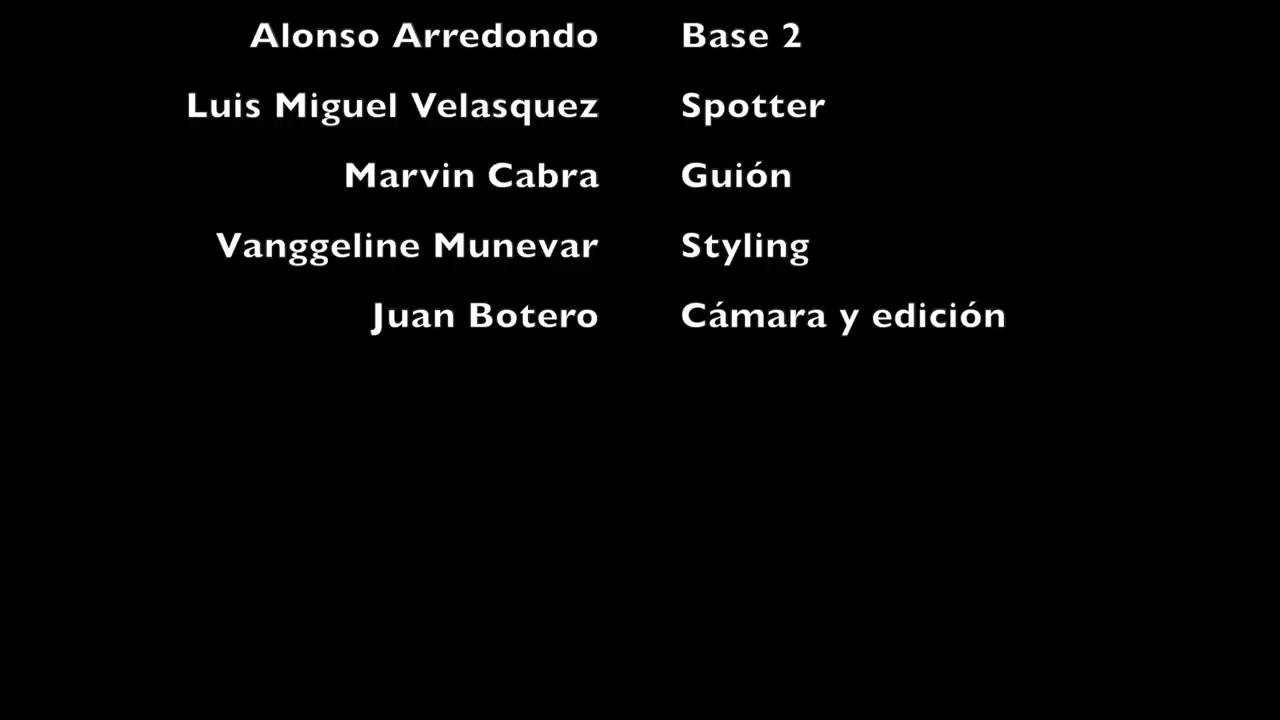 Alonso Arredondo Base 2
Luis Miguel Velasquez Spotter
Marvin Cabra Guión
Vanggeline Munevar Styling
Juan Botero Cámara y edición